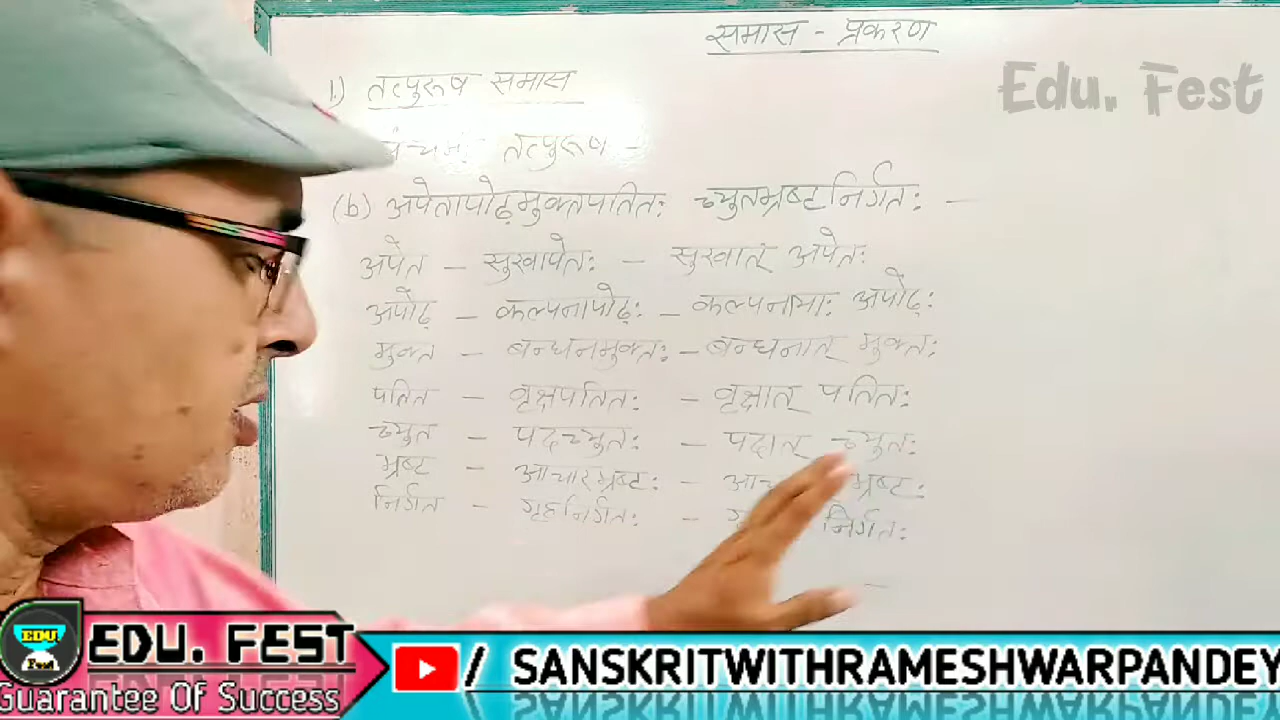 समास - प्रकरण
Edu. Fest
1.) तत्पुरुष समास
तत्पुरुष -
(b) अपेतापोढ़मुक्तपतितः च्युतभ्रष्टनिर्गतः -
अपेत - सुखापेतः - सुखात् अपेतः
अपोढ़ - कल्पनापोढ़ः - कल्पनायाः अपोढ़ः
मुक्त - बन्धनमुक्तः - बन्धनात् मुक्तः
पतित - वृक्षपतितः - वृक्षात् पतितः
च्युत - पदच्युतः - पदात् च्युतः
भ्रष्ट - आचारभ्रष्टः - भ्रष्टः
निर्गत - गृहनिर्गतः - निर्गतः
EDU. FEST
EDU Fest
Guarantee Of Success
/ SANSKRITWITHRAMESHWARPANDEY